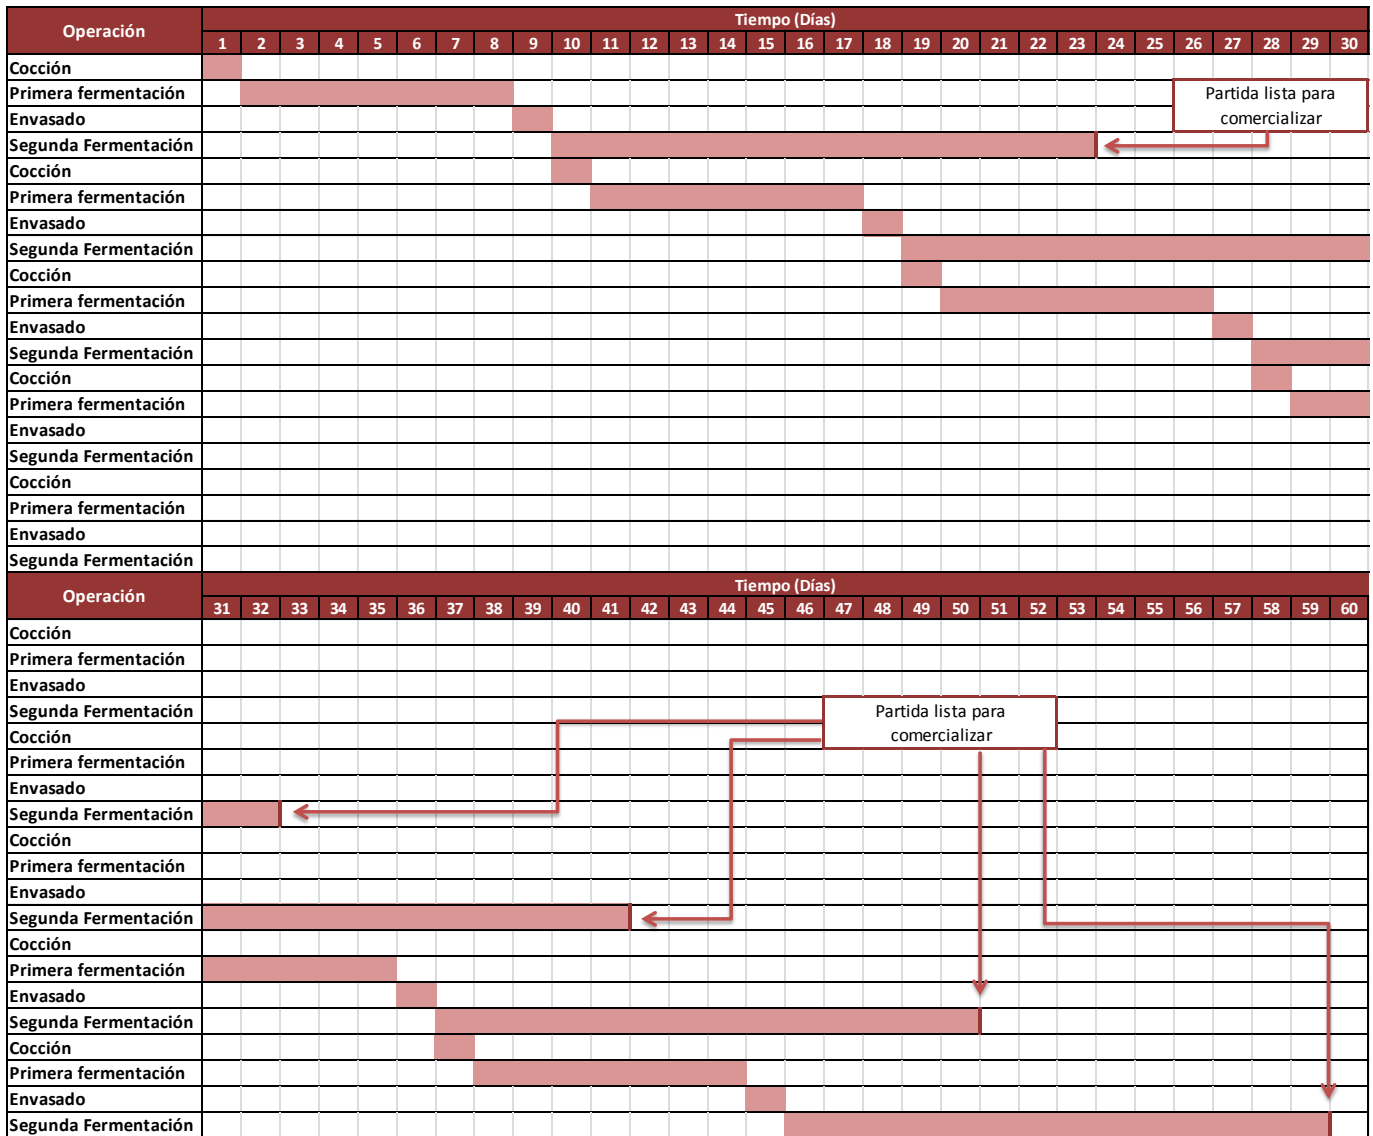 Operación
Tiempo (Días)
1 2 3 4 5 6 7 8 9 10 11 12 13 14 15 16 17 18 19 20 21 22 23 24 25 26 27 28 29 30
Cocción
Primera fermentación
Partida lista para
comercializar
Envasado
Segunda Fermentación
Cocción
Primera fermentación
Envasado
Segunda Fermentación
Cocción
Primera fermentación
Envasado
Segunda Fermentación
Cocción
Primera fermentación
Envasado
Segunda Fermentación
Cocción
Primera fermentación
Envasado
Segunda Fermentación
Operación
Tiempo (Días)
31 32 33 34 35 36 37 38 39 40 41 42 43 44 45 46 47 48 49 50 51 52 53 54 55 56 57 58 59 60
Cocción
Primera fermentación
Envasado
Segunda Fermentación
Partida lista para
comercializar
Cocción
Primera fermentación
Envasado
Segunda Fermentación
Cocción
Primera fermentación
Envasado
Segunda Fermentación
Cocción
Primera fermentación
Envasado
Segunda Fermentación
Cocción
Primera fermentación
Envasado
Segunda Fermentación